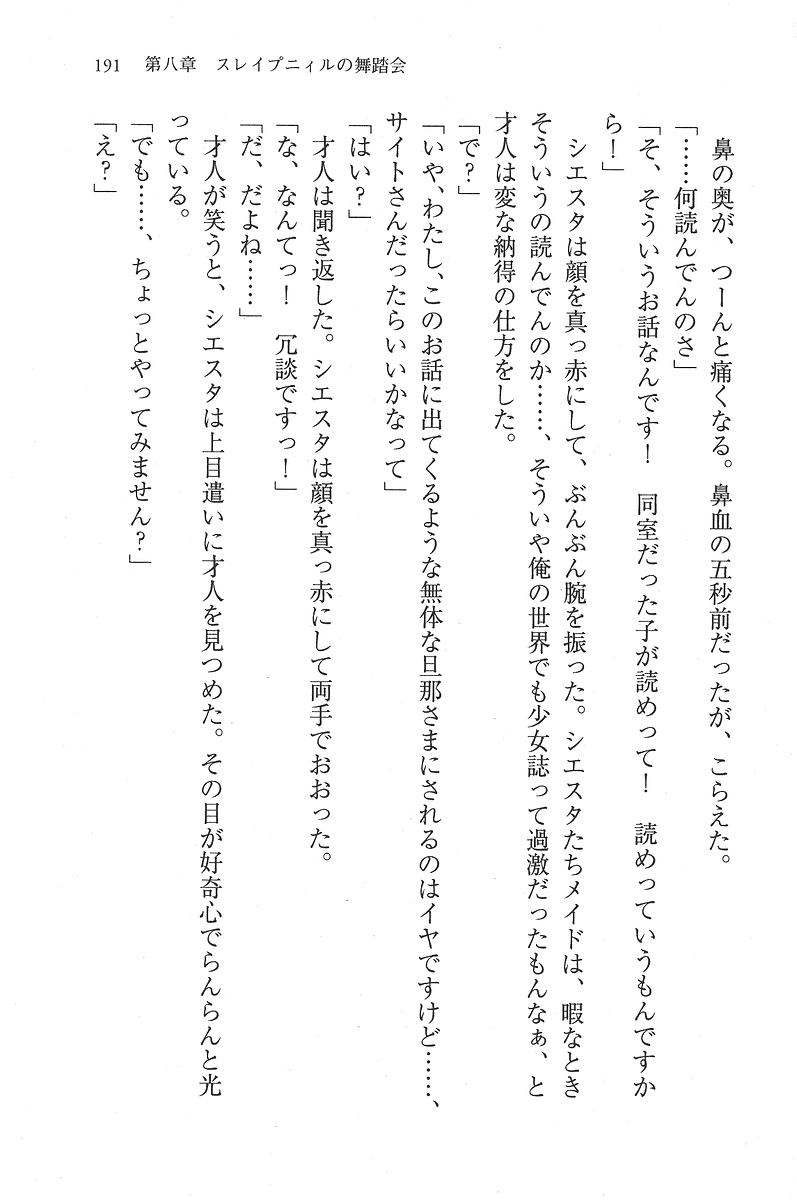 191　第八章　スレイプニィルの舞踏会
　鼻の奥が、つーんと痛くなる。鼻血の五秒前だったが、こらえた。
「……何読んでんのさ」
「そ、そういうお話なんです！　同室だった子が読めって！　読めっていうもんですか
ら！」
　シエスタは顔を真っ赤にして、ぶんぶん腕を振った。シエスタたちメイドは、暇なとき
そういうの読んでんのか……、そういや俺の世界でも少女誌って過激だったもんなぁ、と
才人は変な納得の仕方をした。
「で？」
「いや、わたし、このお話に出てくるような無体な旦那さまにされるのはイヤですけど……、
サイトさんだったらいいかなって」
「はい？」
　才人は聞き返した。シエスタは顔を真っ赤にして両手でおおった。
「な、なんてっ！　冗談ですっ！」
「だ、だよね……」
　才人が笑うと、シエスタは上目遣いに才人を見つめた。その目が好奇心でらんらんと光
っている。
「でも……、ちょっとやってみません？」
「え？」